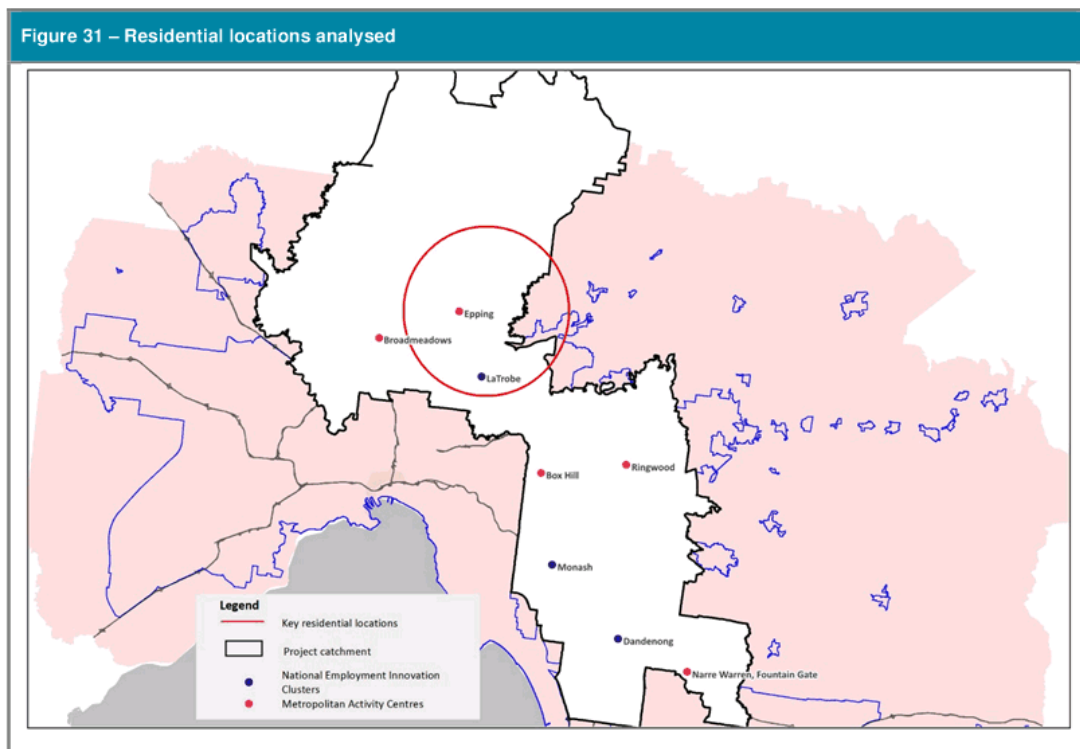 Figure 31 – Residential locations analysed
Epping
Broadmeadows
LaTrobe
Box Hill
Ringwood
Monash
Dandenong
Narre Warren, Fountain Gate
Legend
Key residential locations
Project catchment
National Employment Innovation
Clusters
Metropolitan Activity Centres